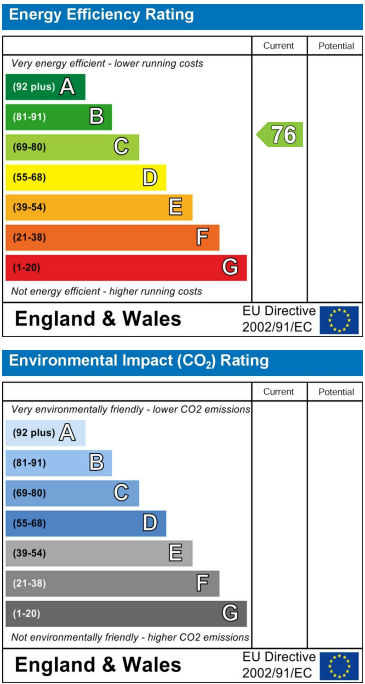 Energy Efficiency Rating
Current Potential
Very energy efficient - lower running costs
(92 plus) A
(81-91) B
(69-80) C
76
(55-68) D
(39-54) E
(21-38) F
(1-20) G
Not energy efficient - higher running costs
England & Wales
EU Directive
2002/91/EC
Environmental Impact (CO₂) Rating
Current Potential
Very environmentally friendly - lower CO2 emissions
(92 plus) A
(81-91) B
(69-80) C
(55-68) D
(39-54) E
(21-38) F
(1-20) G
Not environmentally friendly - higher CO2 emissions
England & Wales
EU Directive
2002/91/EC